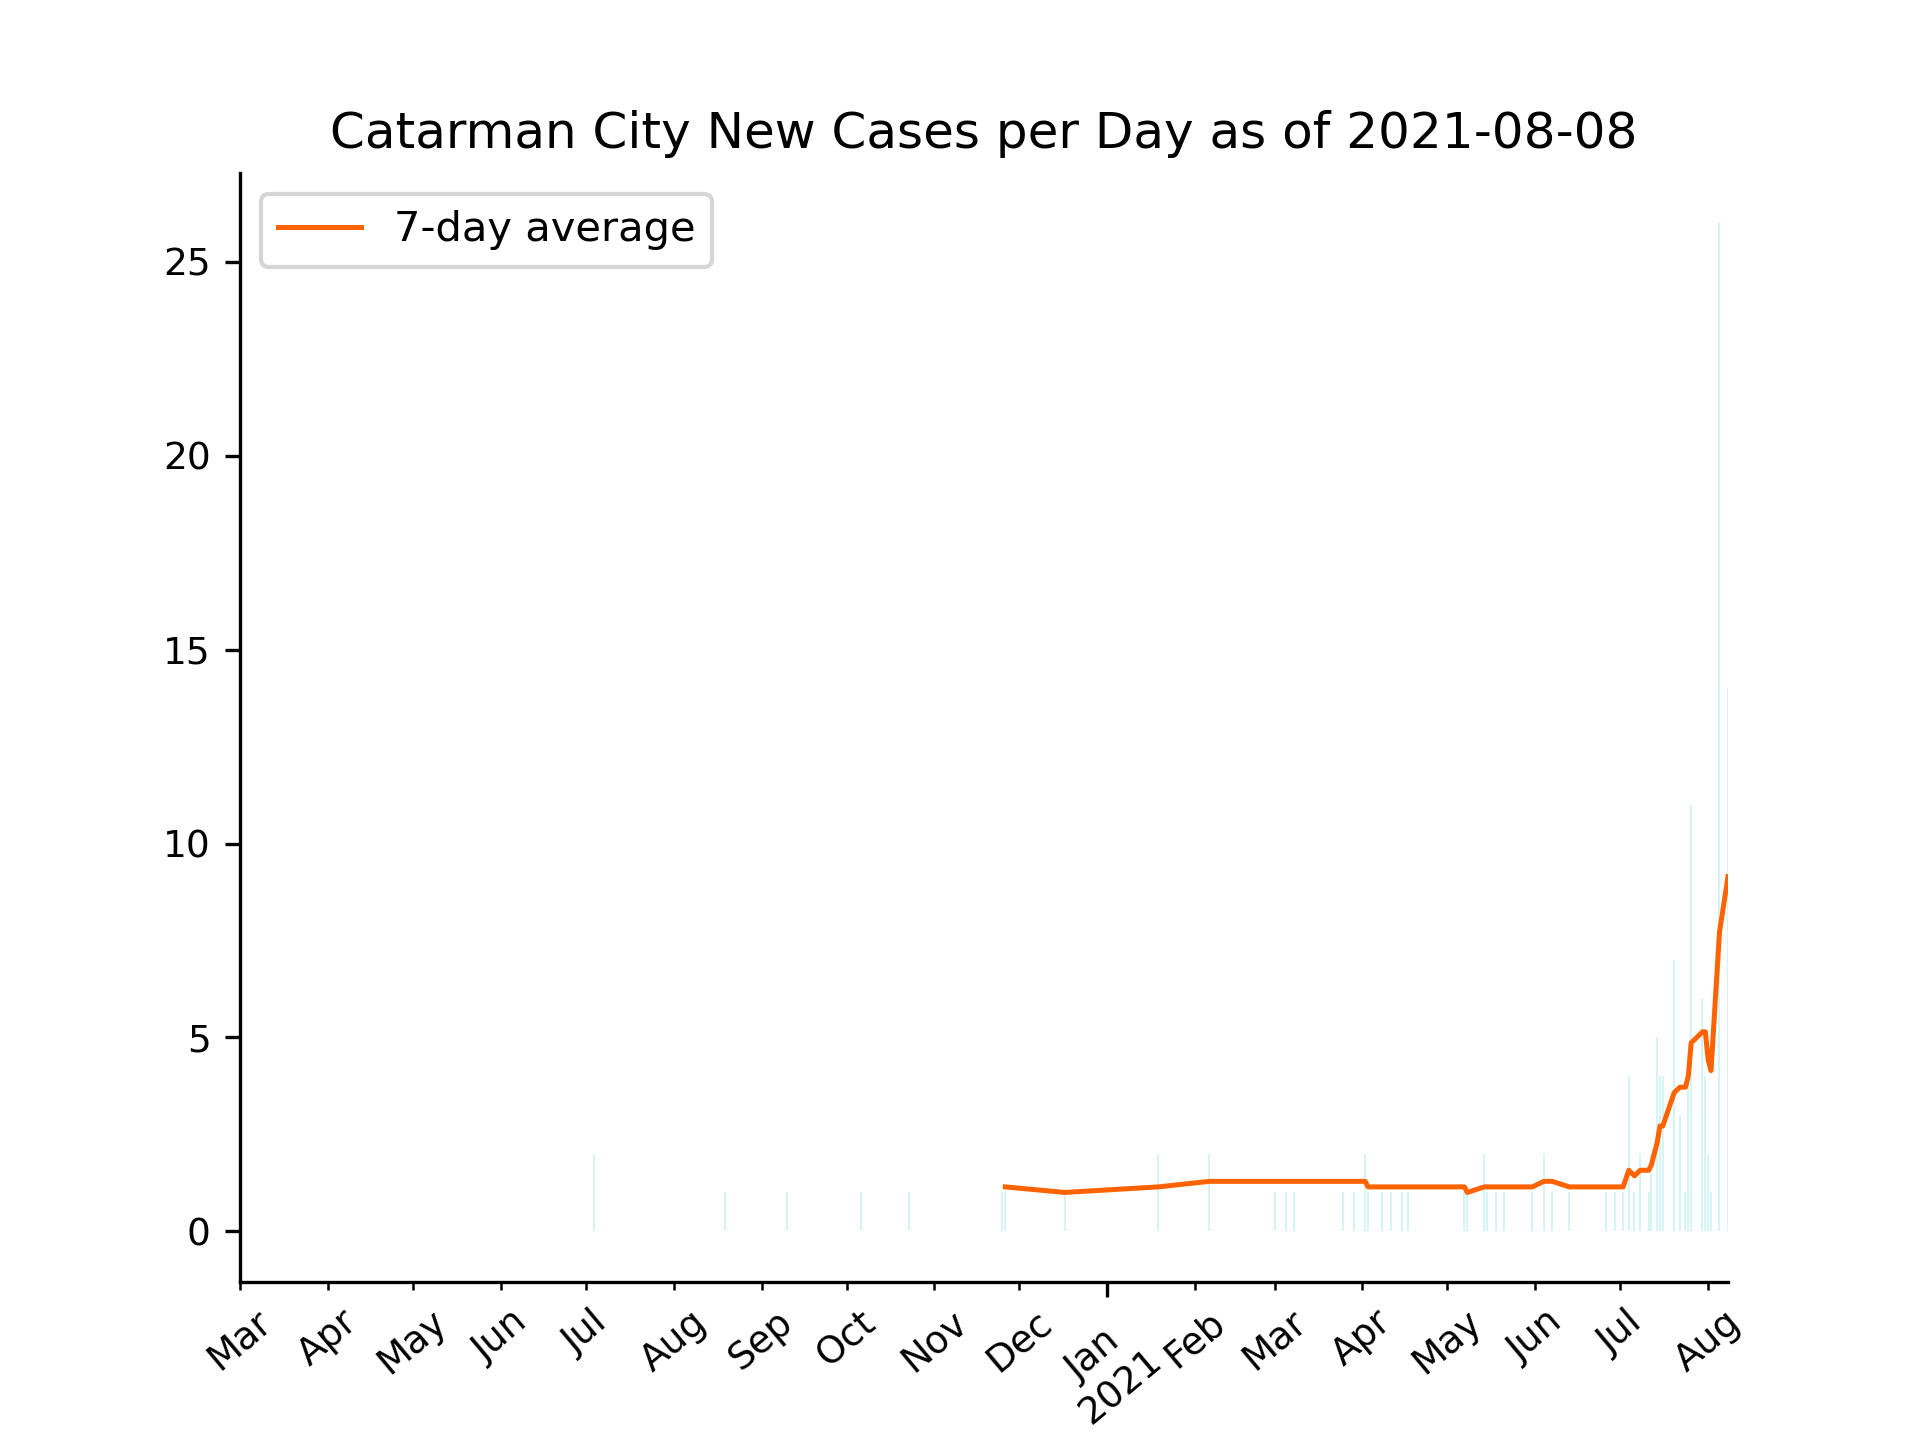 Catarman City New Cases per Day as of 2021-08-08
7-day average
25
20
15
10
5
0
Mar Apr May Jun Jul Aug Sep Oct Nov Dec Jan Feb Mar Apr May Jun Jul Aug
2021